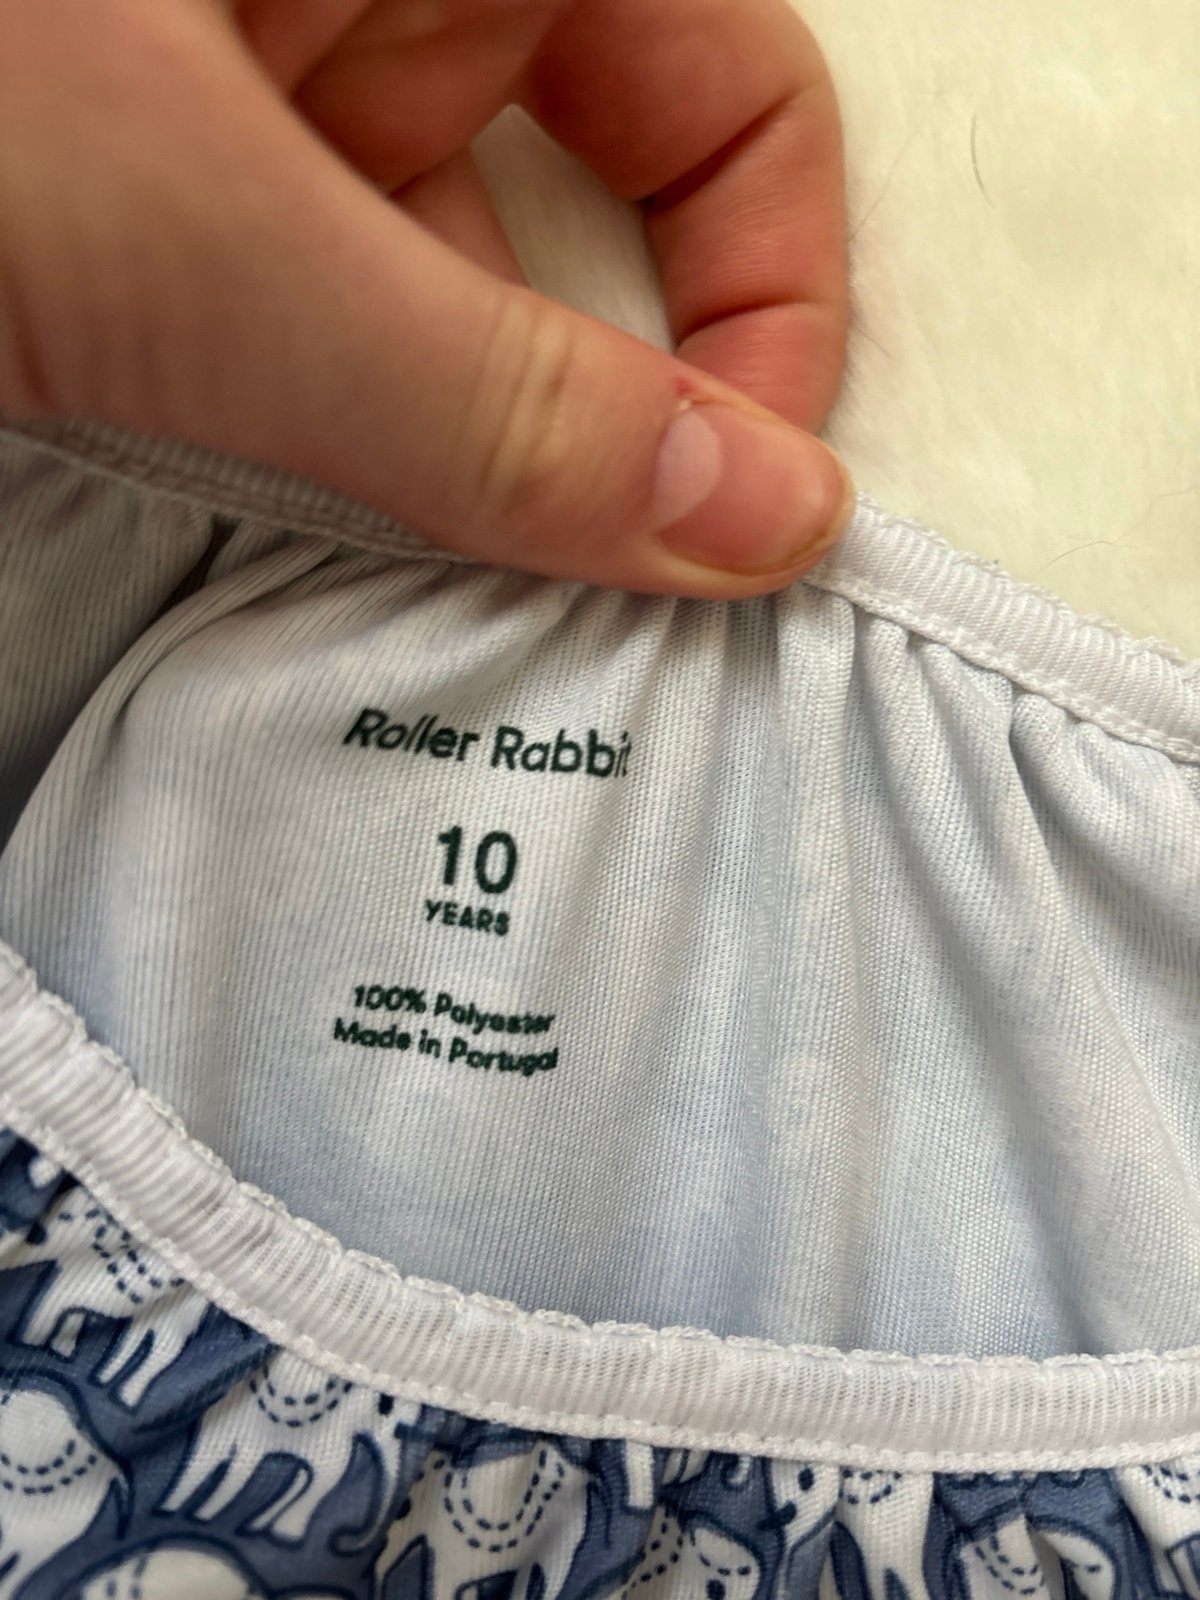 Roller Rabbit
10
YEARS
100% Polyester
Made in Portugal